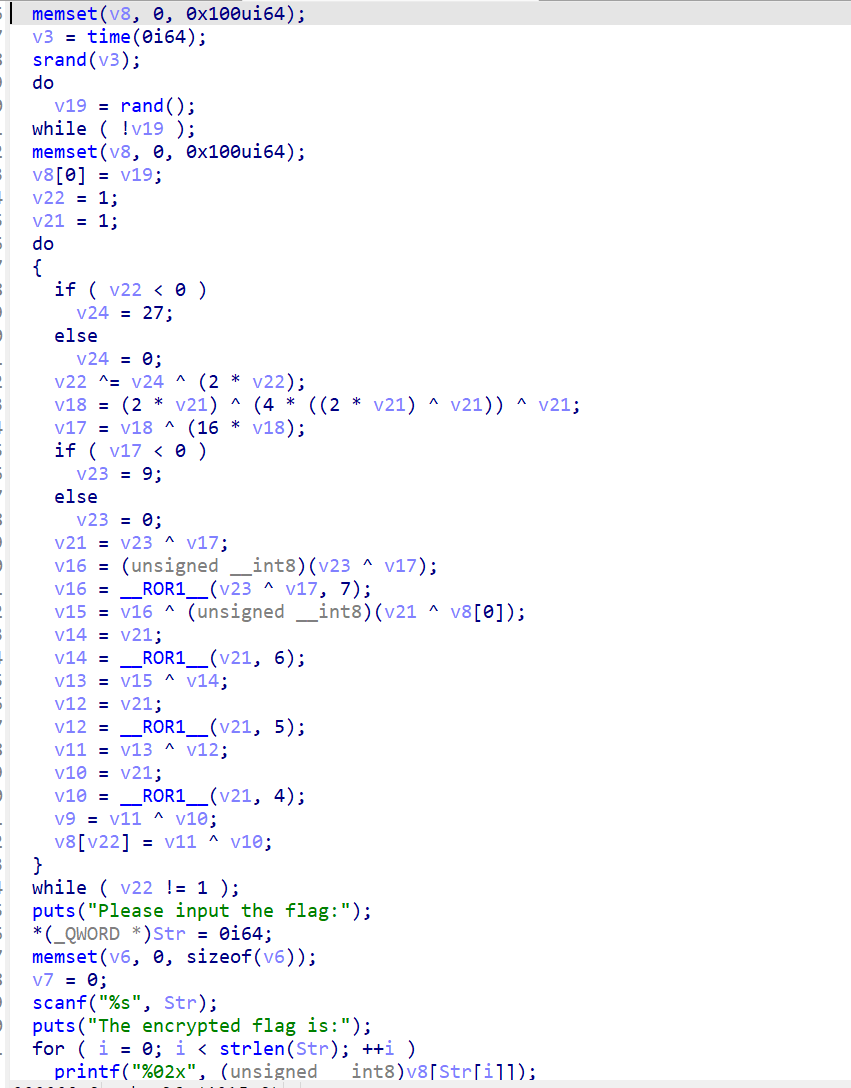 memset(v8, 0, 0x100ui64);
v3 = time(0i64);
srand(v3);
do
v19 = rand();
while ( !v19 );
memset(v8, 0, 0x100ui64);
v8[0] = v19;
v22 = 1;
v21 = 1;
do
{
if ( v22 < 0 )
v24 = 27;
else
v24 = 0;
v22 ^= v24 ^ (2 * v22);
v18 = (2 * v21) ^ (4 * ((2 * v21) ^ v21)) ^ v21;
v17 = v18 ^ (16 * v18);
if ( v17 < 0 )
v23 = 9;
else
v23 = 0;
v21 = v23 ^ v17;
v16 = (unsigned __int8)(v23 ^ v17);
v16 = __ROR1__(v23 ^ v17, 7);
v15 = v16 ^ (unsigned __int8)(v21 ^ v8[0]);
v14 = v21;
v14 = __ROR1__(v21, 6);
v13 = v15 ^ v14;
v12 = v21;
v12 = __ROR1__(v21, 5);
v11 = v13 ^ v12;
v10 = v21;
v10 = __ROR1__(v21, 4);
v9 = v11 ^ v10;
v8[v22] = v11 ^ v10;
}
while ( v22 != 1 );
puts("Please input the flag:");
*(_QWORD *)Str = 0i64;
memset(v6, 0, sizeof(v6));
v7 = 0;
scanf("%s", Str);
puts("The encrypted flag is:");
for ( i = 0; i < strlen(Str); ++i )
printf("%02x", (unsigned __int8)v8[Str[i]]);